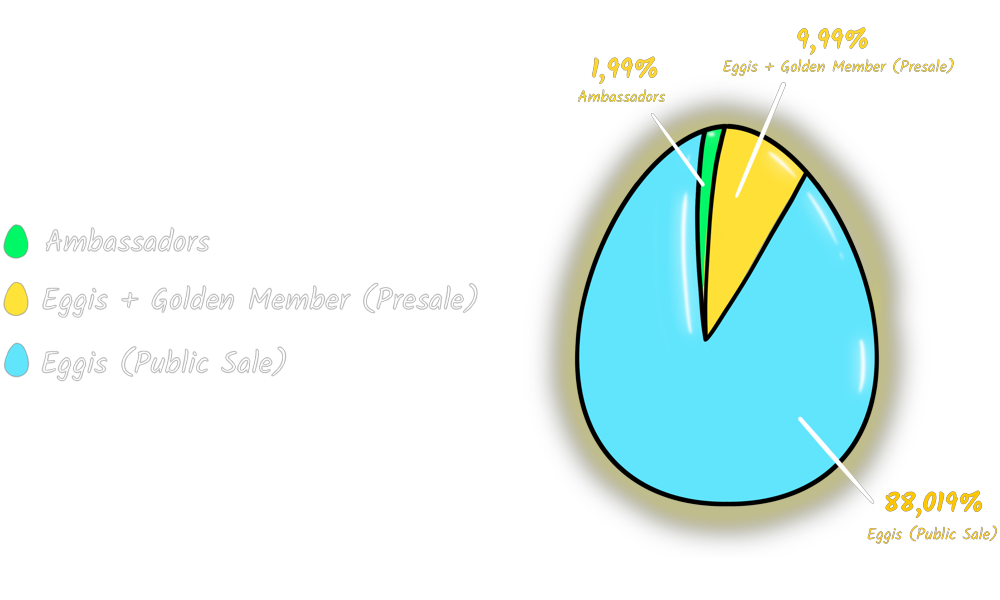 9,99%
Eggis + Golden Member (Presale)
1,99%
Ambassadors
Ambassadors
Eggis + Golden Member (Presale)
Eggis (Public Sale)
88,019%
Eggis (Public Sale)